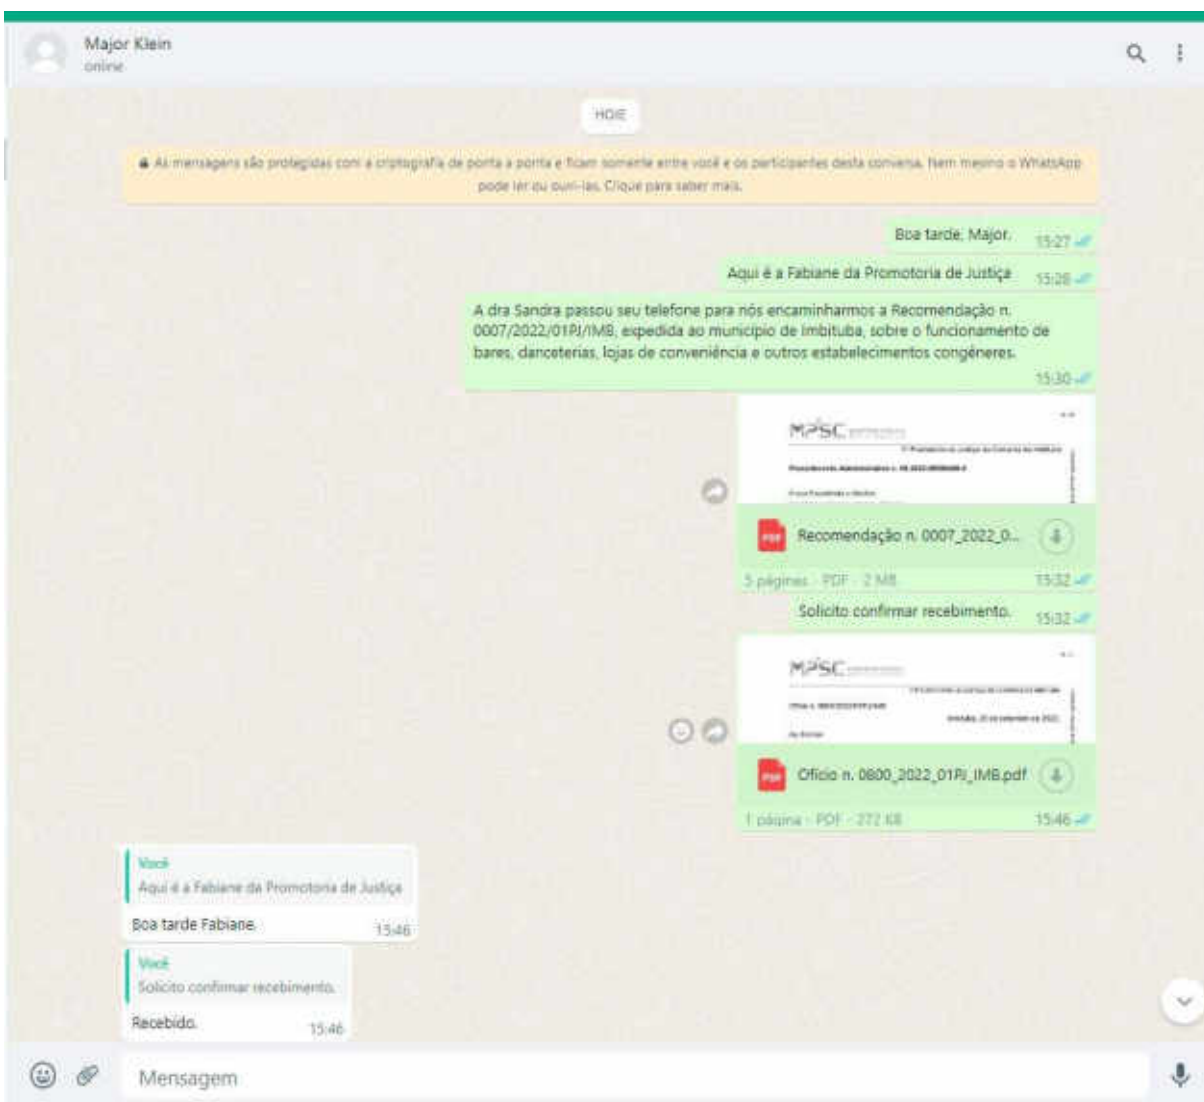 Major Klein
online
HOJE
As mensagens são protegidas com a criptografia de ponta a ponta e ficam somente entre você e os participantes desta conversa. Nem mesmo o WhatsApp
pode ler ou ouvi-las. Clique para saber mais.
Boa tarde, Major.
15:27
Aqui é a Fabiane da Promotoria de Justiça
15:28
A dra Sandra passou seu telefone para nós encaminharmos a Recomendação n.
0007/2022/01PJ/IMB, expedida ao município de Imbituba, sobre o funcionamento de
bares, danceterias, lojas de conveniência e outros estabelecimentos congêneres.
15:30
MPSC
PDF
Recomendação n. 0007_2022_0...
5 páginas - PDF - 2 MB
15:32
Solicito confirmar recebimento.
15:32
MPSC
PDF
Ofício n. 0800_2022_01PJ_IMB.pdf
1 página - PDF - 272 KB
15:46
Você
Aqui é a Fabiane da Promotoria de Justiça
Boa tarde Fabiane.
15:46
Você
Solicito confirmar recebimento.
Recebido.
15:46
Mensagem